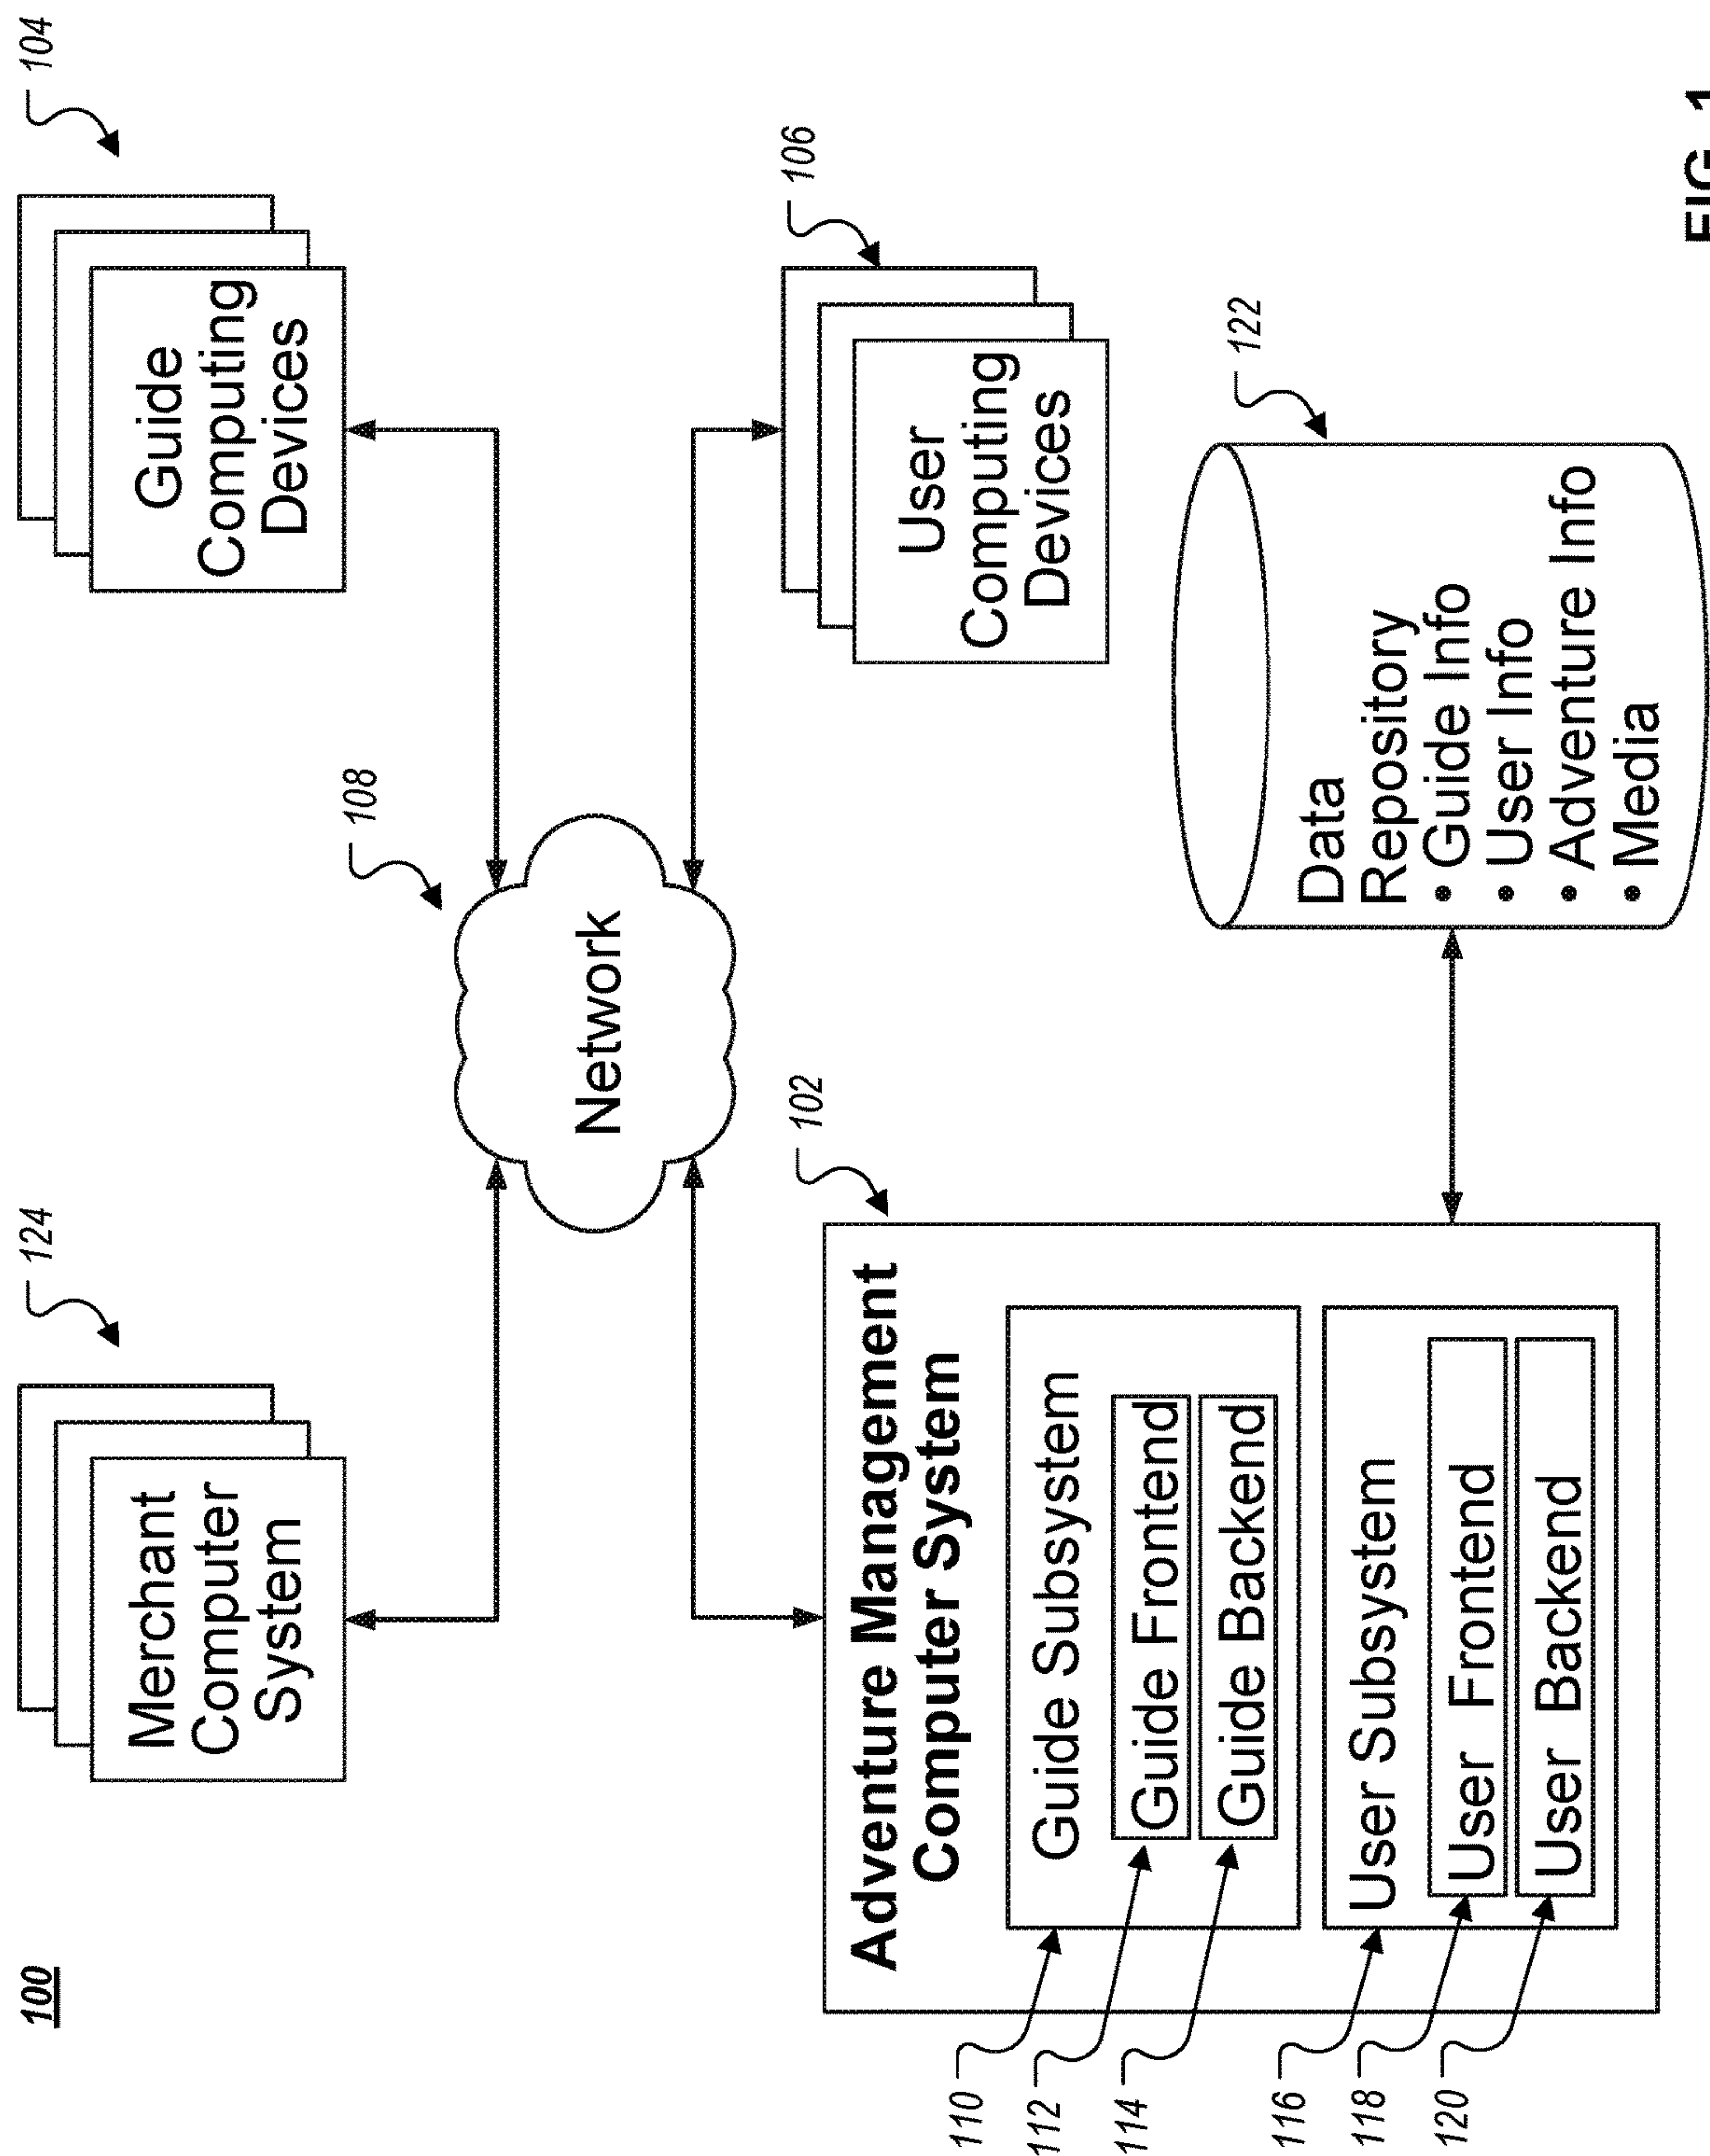 100
124
Merchant
Computer
System
104
Guide
Computing
Devices
108
Network
102
106
User
Computing
Devices
Adventure Management
Computer System
110
Guide Subsystem
112
Guide Frontend
114
Guide Backend
116
User Subsystem
118
User Frontend
120
User Backend
122
Data
Repository
• Guide Info
• User Info
• Adventure Info
• Media
FIG. 1